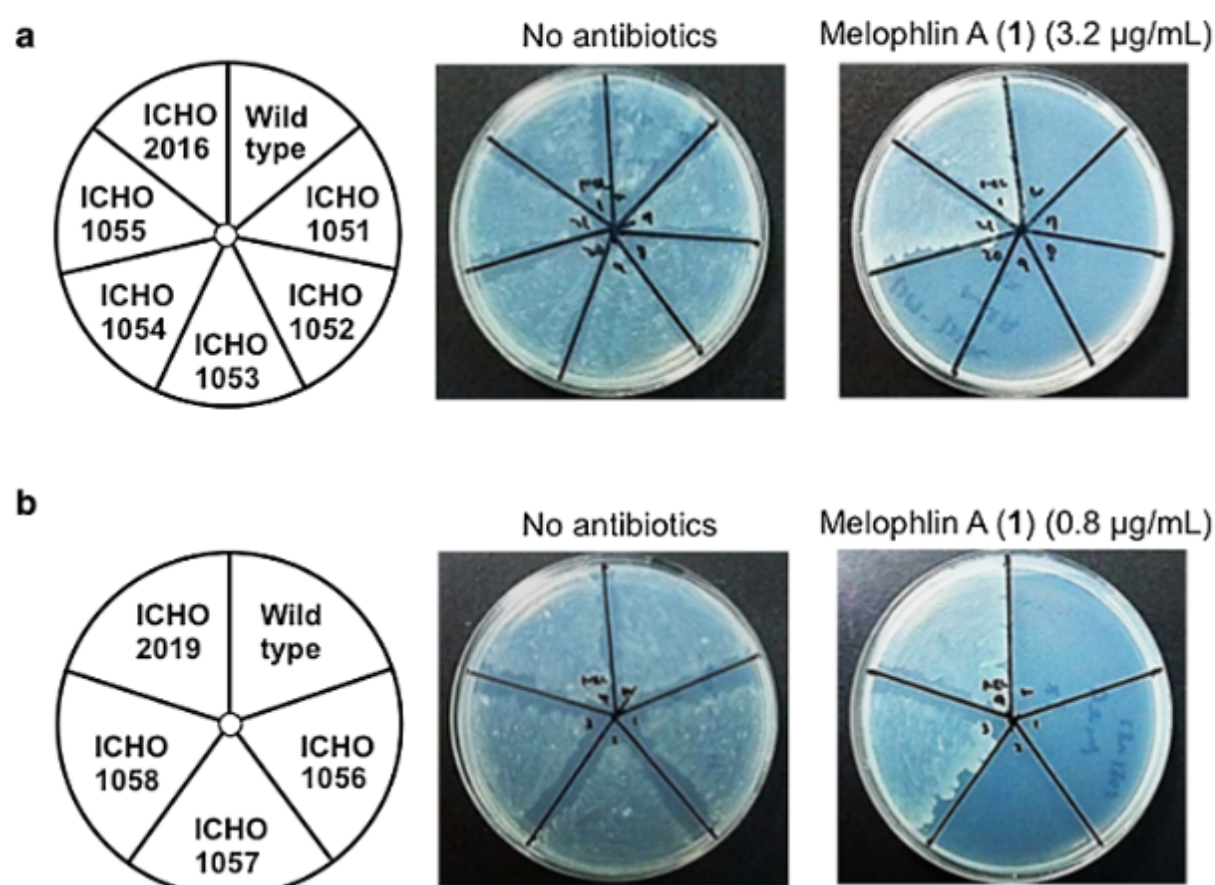 a
No antibiotics
Melophlin A (1) (3.2 µg/mL)
ICHO
2016
Wild
type
ICHO
1055
ICHO
1051
ICHO
1054
ICHO
1052
ICHO
1053
b
No antibiotics
Melophlin A (1) (0.8 µg/mL)
ICHO
2019
Wild
type
ICHO
1058
ICHO
1056
ICHO
1057